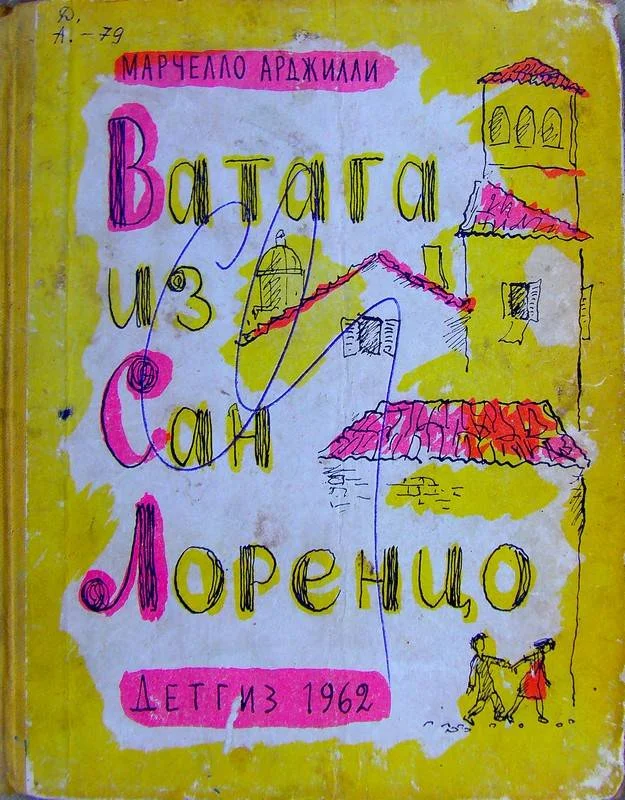 Д.
А. – 79
МАРЧЕЛЛО АРДЖИЛЛИ
Ватага
из
Сан
Лоренцо
ДЕТГИЗ 1962